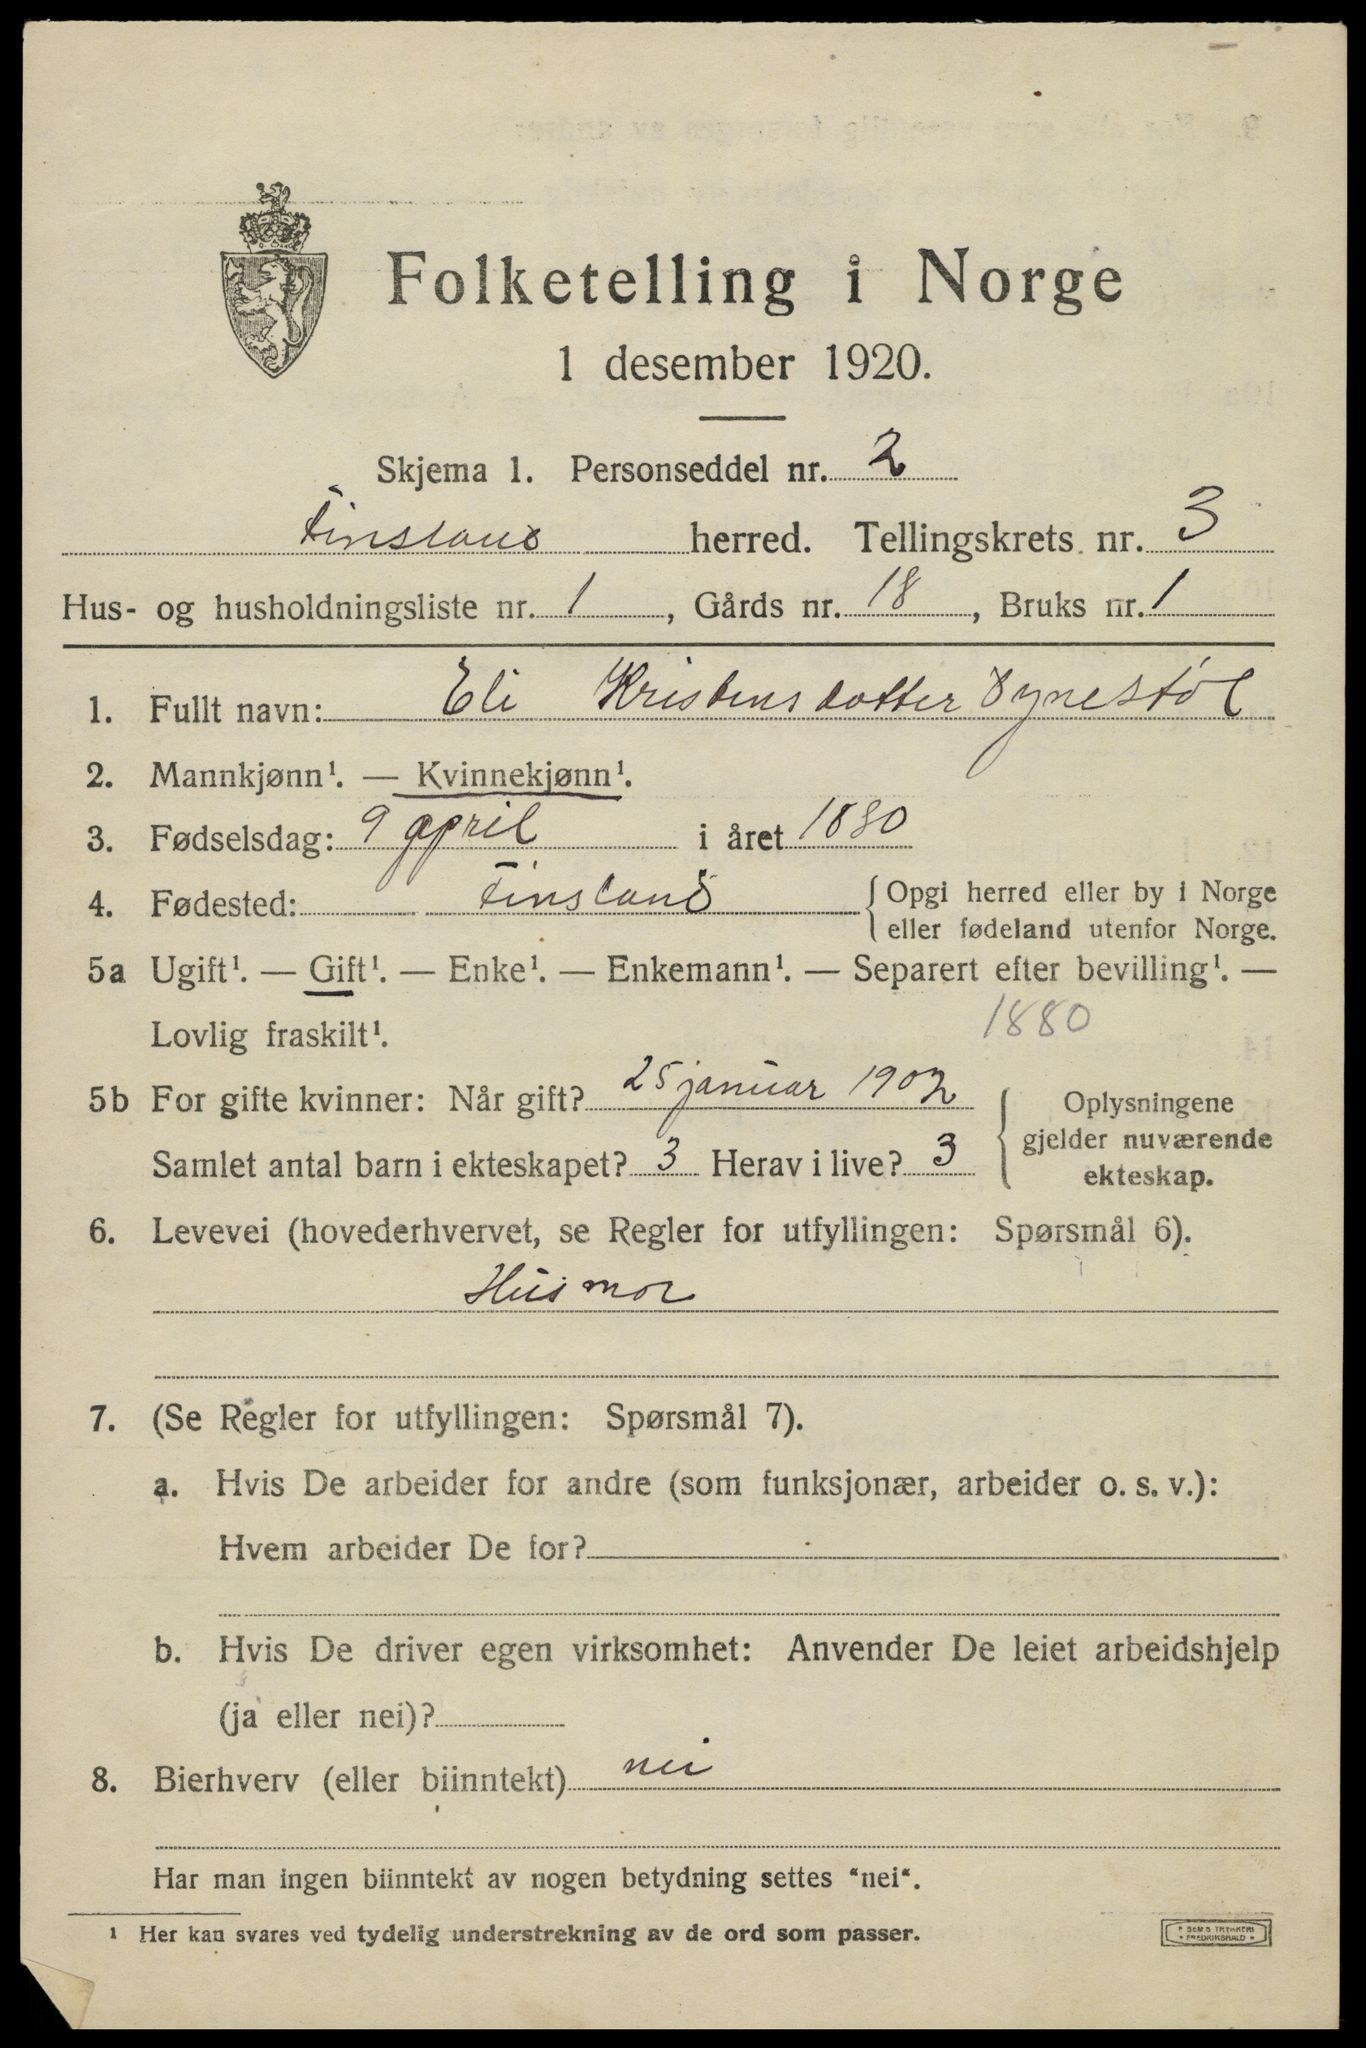 Folketelling i Norge
1 desember 1920.
Skjema 1. Personseddel nr. 2
Finsland herred. Tellingskrets nr. 3
Hus- og husholdningsliste nr. 1, Gårds nr. 18, Bruks nr. 1
1. Fullt navn: Eli Kristensdatter Dynestøl
2. Mannkjønn¹. — Kvinnekjønn¹.
3. Fødselsdag: 9 april i året 1880
4. Fødested: Finsland { Opgi herred eller by i Norge
eller fødeland utenfor Norge.
5a Ugift¹. — Gift¹. — Enke¹. — Enkemann¹. — Separert efter bevilling¹. —
Lovlig fraskilt¹. 1880
5b For gifte kvinner: Når gift? 25 januar 1902 { Oplysningene
gjelder nuværende
ekteskap.
Samlet antal barn i ekteskapet? 3 Herav i live? 3
6. Levevei (hovederhvervet, se Regler for utfyllingen: Spørsmål 6).
Husmor
7. (Se Regler for utfyllingen: Spørsmål 7).
a. Hvis De arbeider for andre (som funksjonær, arbeider o. s. v.):
Hvem arbeider De for?
b. Hvis De driver egen virksomhet: Anvender De leiet arbeidshjelp
(ja eller nei)?
8. Bierhverv (eller biinntekt) nei
Har man ingen biinntekt av nogen betydning settes "nei".
¹ Her kan svares ved tydelig understrekning av de ord som passer.
SEMS TRYKKERI
FREDRIKSHALD